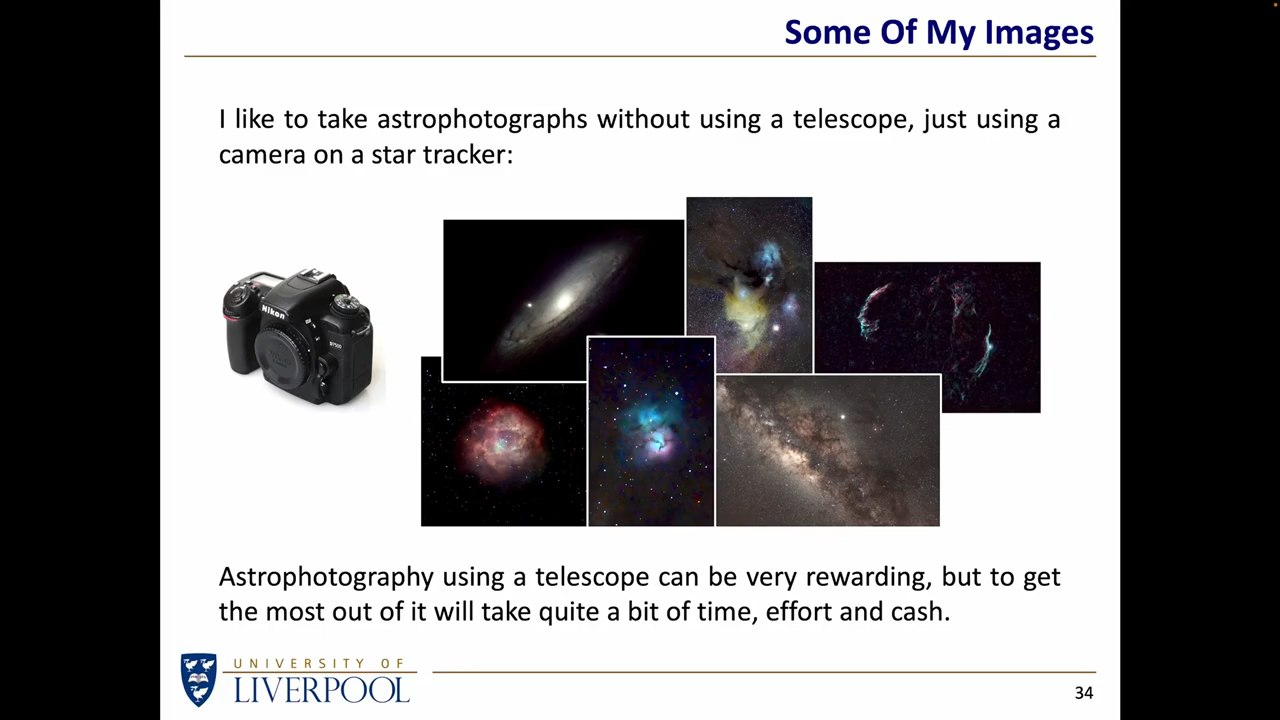 Some Of My Images
I like to take astrophotographs without using a telescope, just using a
camera on a star tracker:
Nikon
D7500
Astrophotography using a telescope can be very rewarding, but to get
the most out of it will take quite a bit of time, effort and cash.
UNIVERSITY OF
LIVERPOOL
34